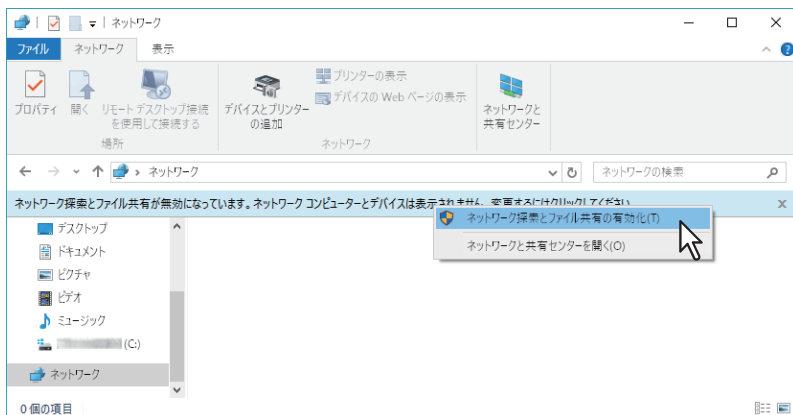 ネットワーク
ファイル ネットワーク 表示
プロパティ 開く リモート デスクトップ接続を使用して接続する
場所
デバイスとプリンターの追加
プリンターの表示
デバイスの Web ページの表示
ネットワーク
ネットワークと共有センター
ネットワーク
ネットワークの検索
ネットワーク探索とファイル共有が無効になっています。ネットワーク コンピューターとデバイスは表示されません。変更するにはクリックしてください。
ネットワーク探索とファイル共有の有効化(T)
ネットワークと共有センターを開く(O)
デスクトップ
ドキュメント
ピクチャ
ビデオ
ミュージック
(C:)
ネットワーク
0 個の項目